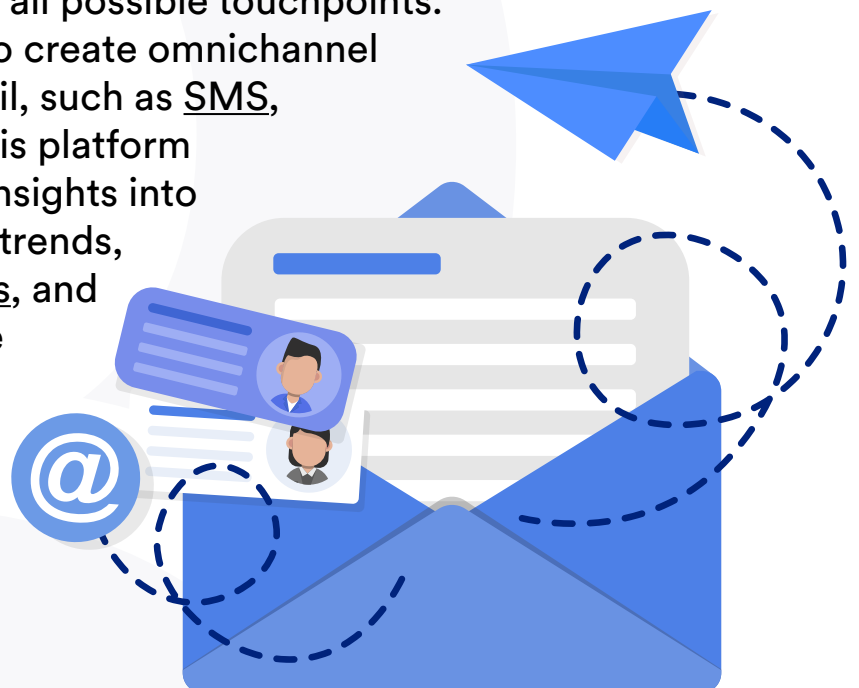 all possible touchpoints.
o create omnichannel
il, such as SMS,
is platform
nsights into
trends,
s, and
e
@